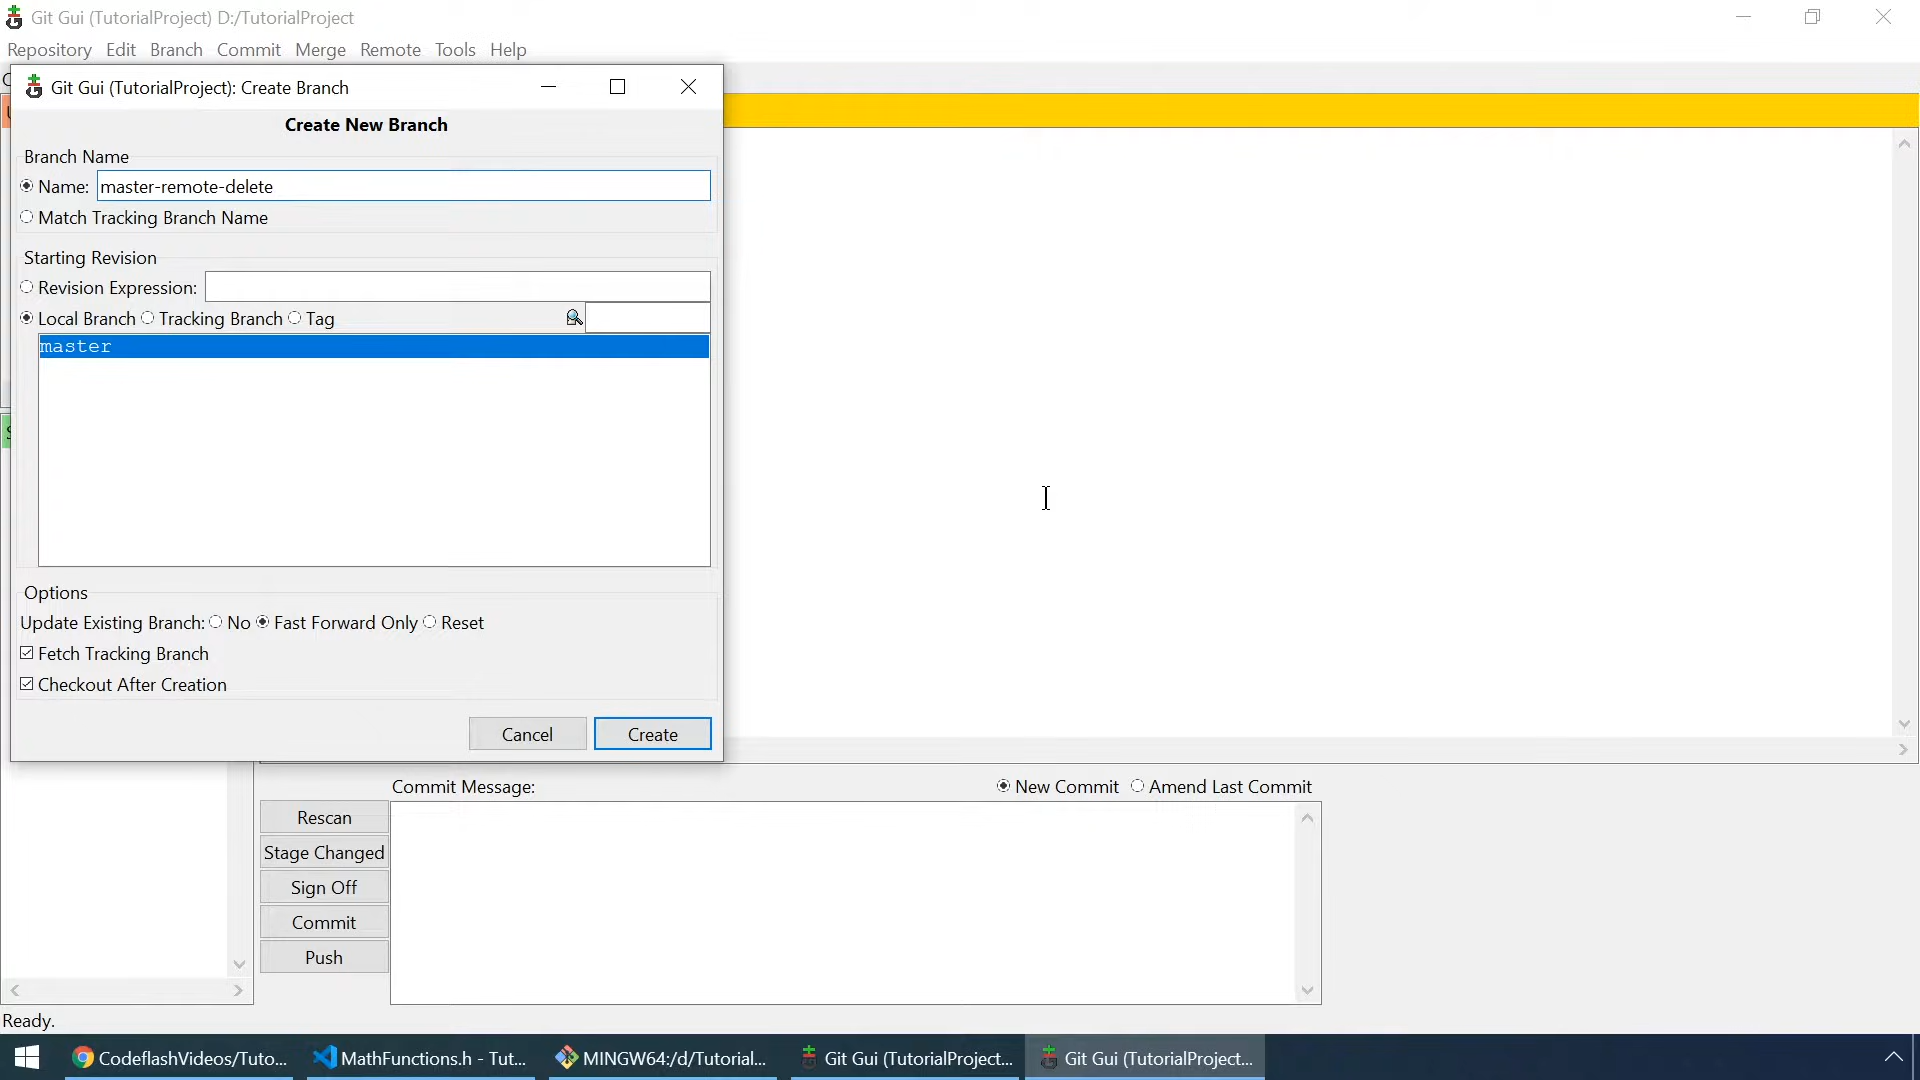 Git Gui (TutorialProject) D:/TutorialProject
Repository Edit Branch Commit Merge Remote Tools Help
Git Gui (TutorialProject): Create Branch
Create New Branch
Branch Name
Name: master-remote-delete
Match Tracking Branch Name
Starting Revision
Revision Expression:
Local Branch Tracking Branch Tag
master
Options
Update Existing Branch: No Fast Forward Only Reset
Fetch Tracking Branch
Checkout After Creation
Cancel Create
Commit Message: New Commit Amend Last Commit
Rescan
Stage Changed
Sign Off
Commit
Push
Ready.
CodeflashVideos/Tuto... MathFunctions.h - Tut... MINGW64:/d/Tutorial... Git Gui (TutorialProject... Git Gui (TutorialProject...